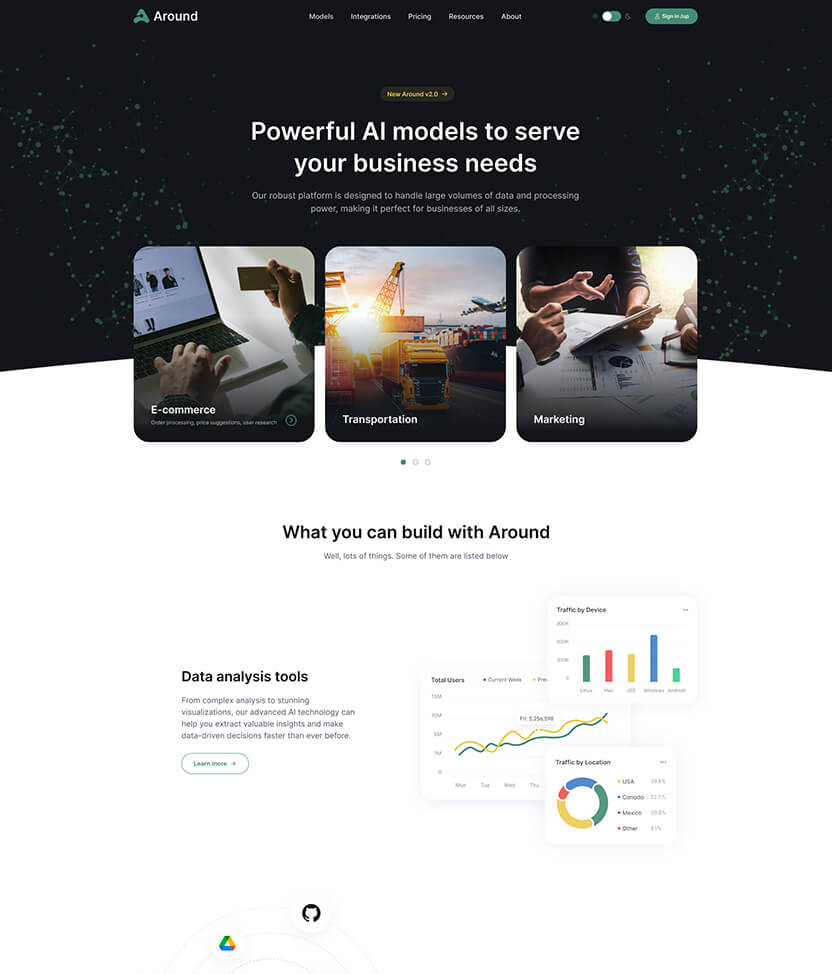 Around
Models
Integrations
Pricing
Resources
About
Sign in /up
New Around v2.0 →
Powerful AI models to serve
your business needs
Our robust platform is designed to handle large volumes of data and processing
power, making it perfect for businesses of all sizes.
E-commerce
Order processing, price suggestions, user research
Transportation
Marketing
What you can build with Around
Well, lots of things. Some of them are listed below
Data analysis tools
From complex analysis to stunning
visualizations, our advanced AI technology can
help you extract valuable insights and make
data-driven decisions faster than ever before.
Learn more →
Traffic by Device
600K
300K
0
Linux
Mac
iOS
Windows
Android
Total Users
Current Week
Prev
15M
10M
5M
1M
0
Fri: 5,256,598
Mon
Tue
Wed
Thu
Traffic by Location
USA
Canada 22.5%
Mexico 30.8%
Other